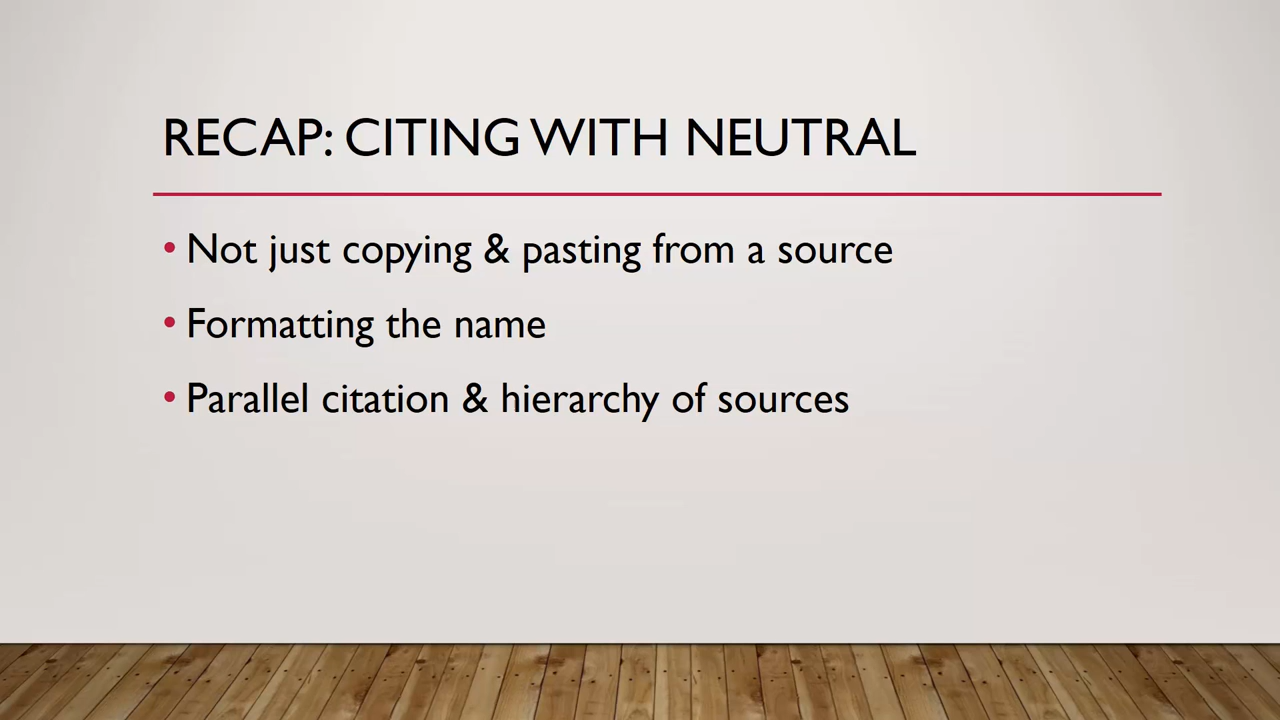 RECAP: CITING WITH NEUTRAL
• Not just copying & pasting from a source
• Formatting the name
• Parallel citation & hierarchy of sources